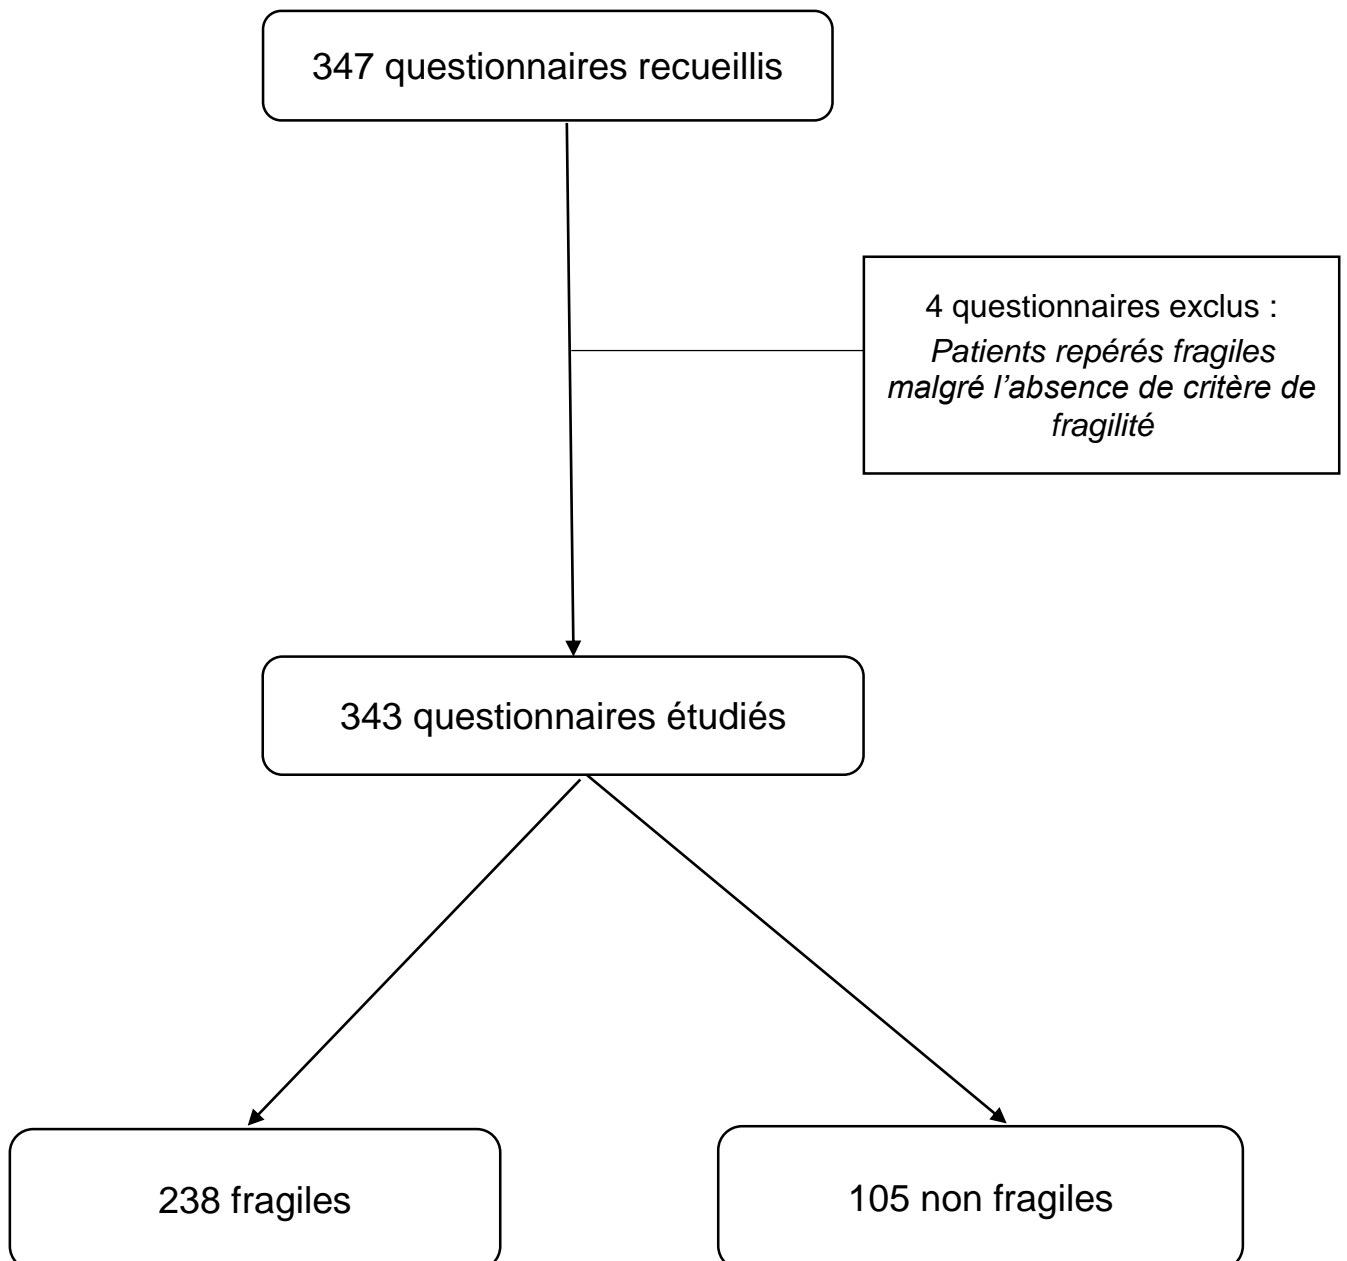 347 questionnaires recueillis
4 questionnaires exclus :
Patients repérés fragiles
malgré l’absence de critère de
fragilité
343 questionnaires étudiés
238 fragiles
105 non fragiles